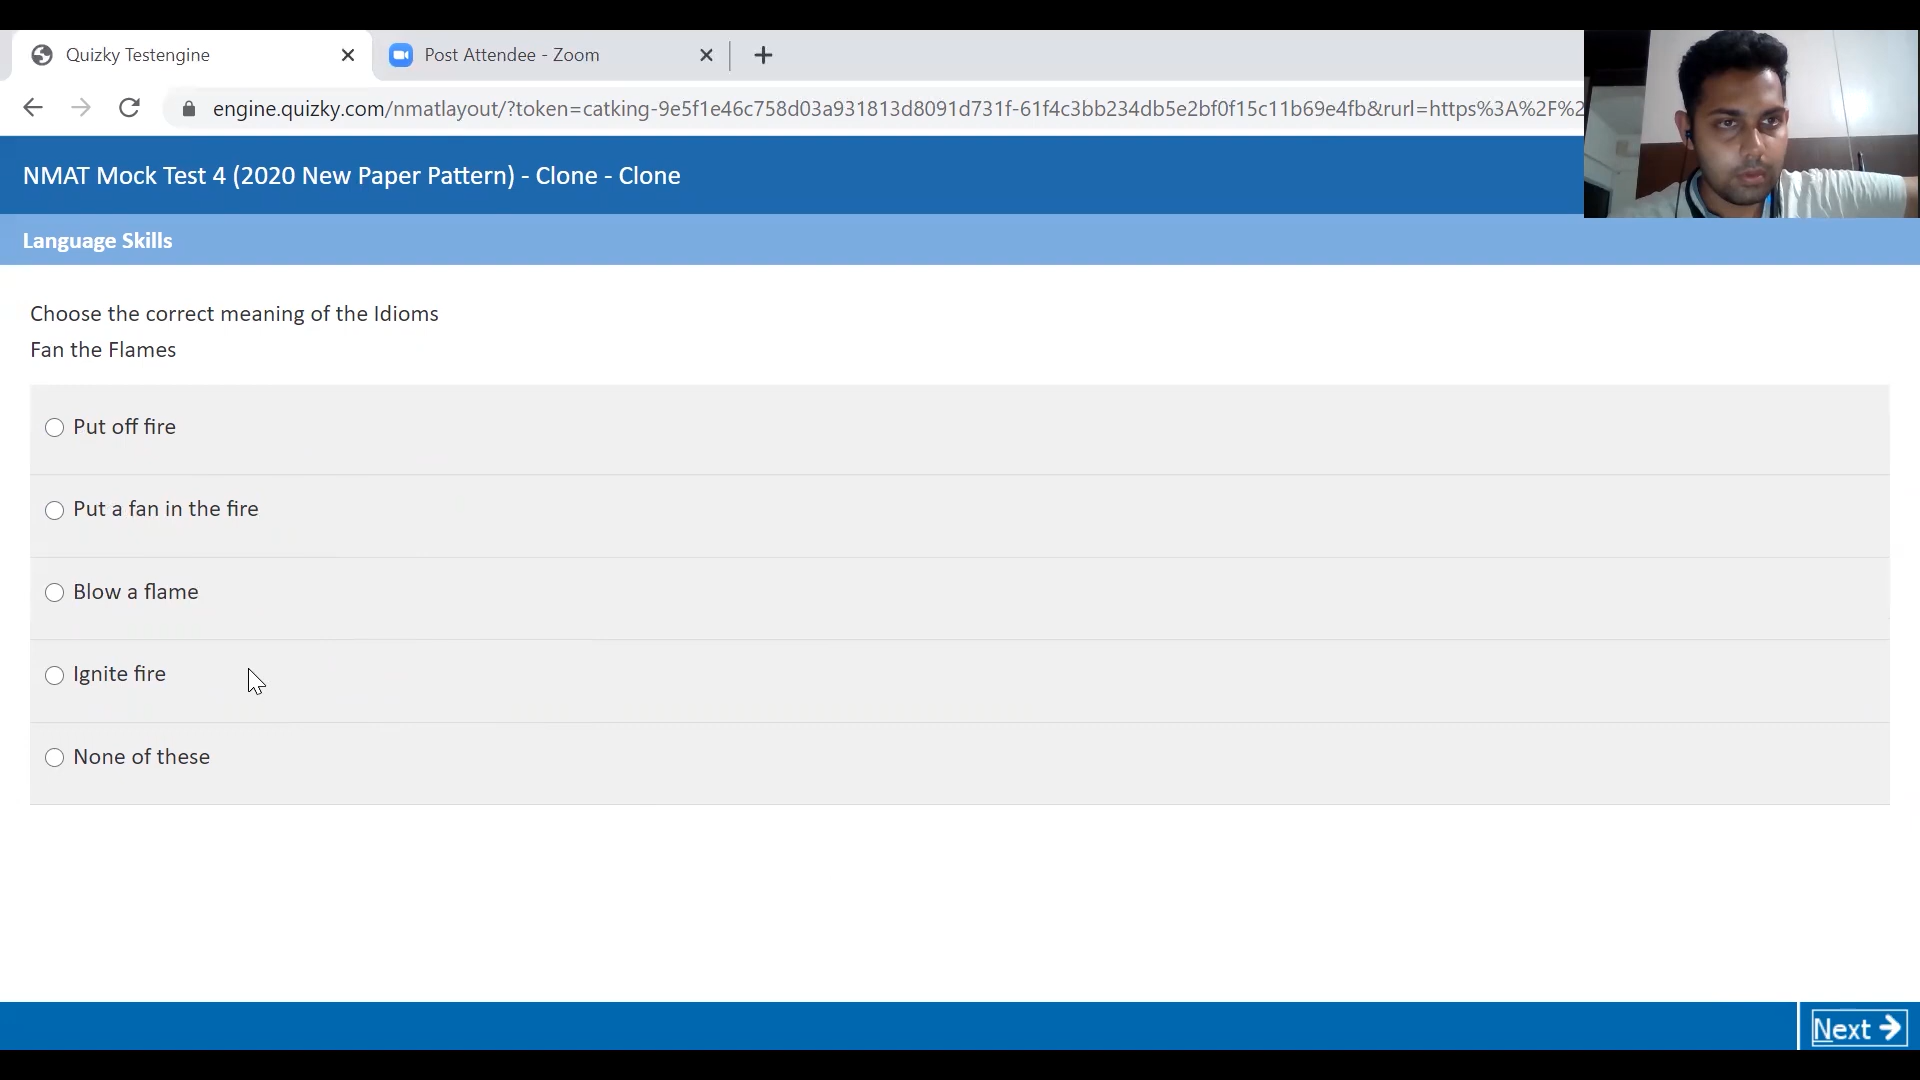 Quizky Testengine
Post Attendee - Zoom
engine.quizky.com/nmatlayout/?token=catking-9e5f1e46c758d03a931813d8091d731f-61f4c3bb234db5e2bf0f15c11b69e4fb&rurl=https%3A%2F%2
NMAT Mock Test 4 (2020 New Paper Pattern) - Clone - Clone
Language Skills
Choose the correct meaning of the Idioms
Fan the Flames
Put off fire
Put a fan in the fire
Blow a flame
Ignite fire
None of these
Next